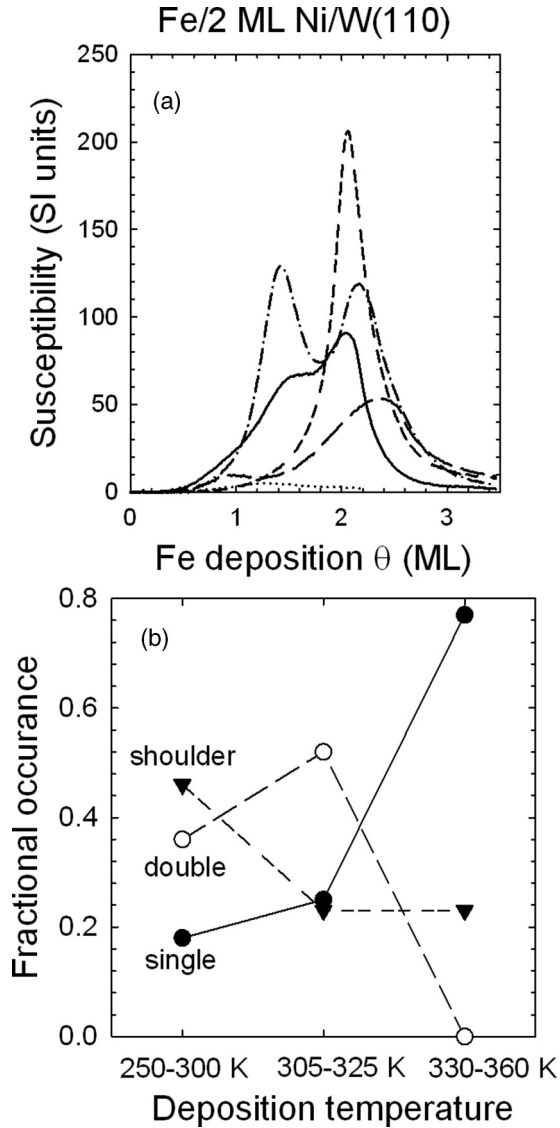 Fe/2 ML Ni/W(110)
250
200
150
100
50
0
(a)
Susceptibility (SI units)
0 1 2 3
Fe deposition θ (ML)
0.8
0.6
0.4
0.2
0.0
(b)
Fractional occurance
shoulder
double
single
250-300 K 305-325 K 330-360 K
Deposition temperature